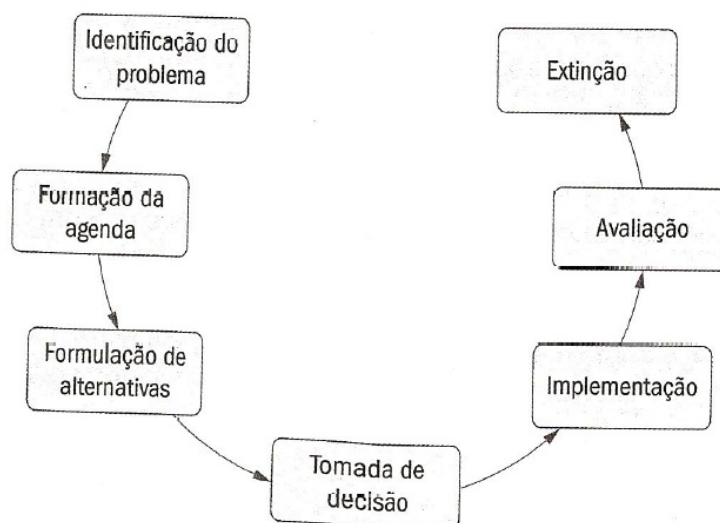 Identificação do
problema
Formação da
agenda
Formulação de
alternativas
Tomada de
decisão
Implementação
Avaliação
Extinção